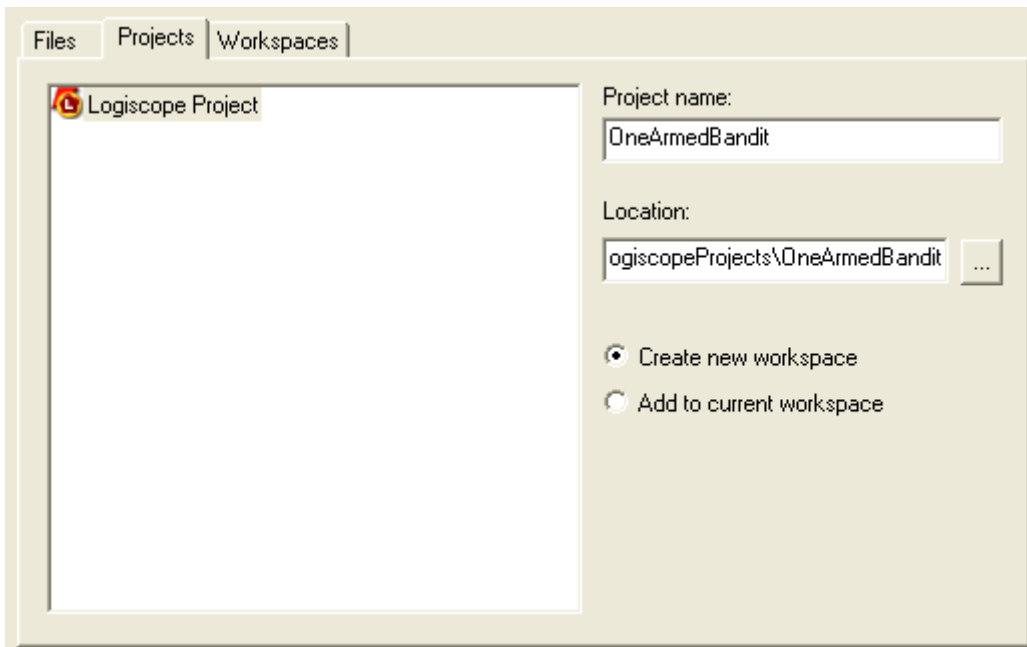 Files Projects Workspaces
L Logiscope Project
Project name:
OneArmedBandit
Location:
ogiscopeProjects\OneArmedBandit ...
Create new workspace
Add to current workspace